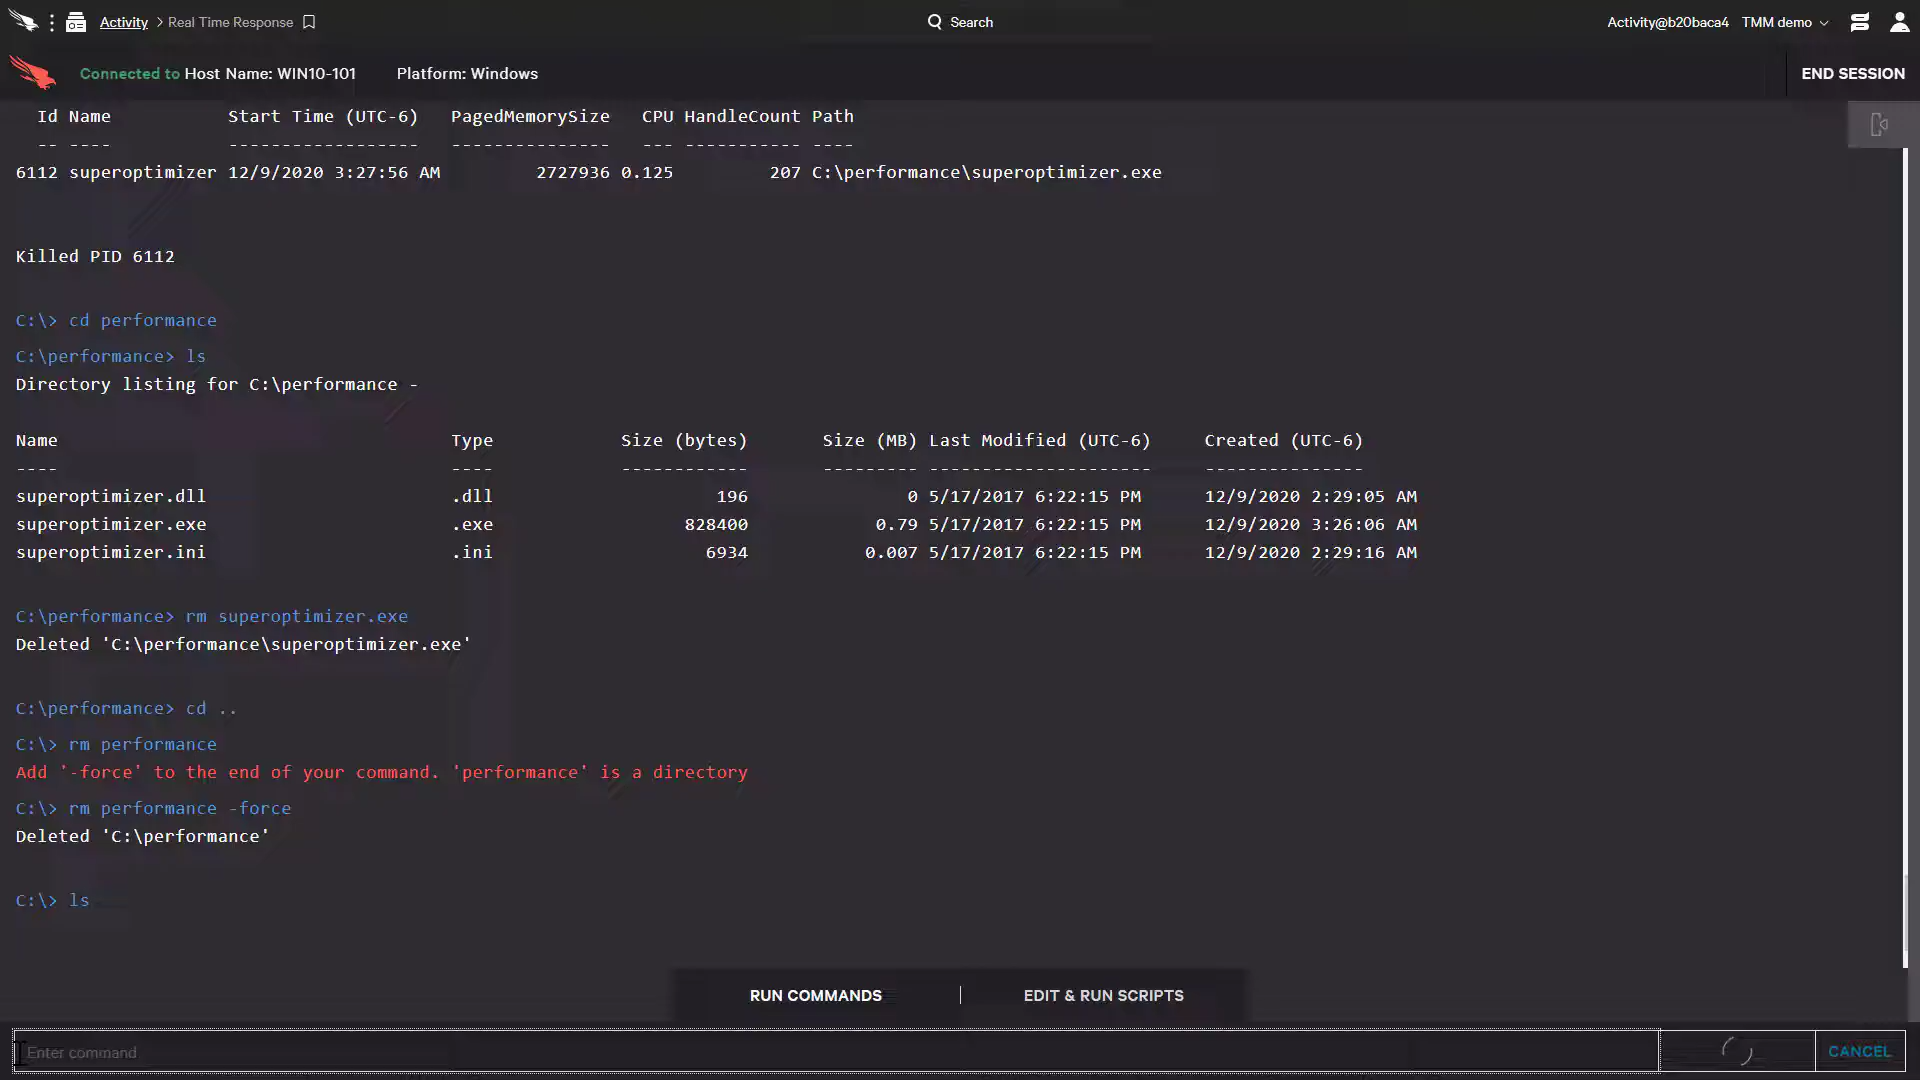 Activity > Real Time Response
Search
Activity@b20baca4 TMM demo
Connected to Host Name: WIN10-101 Platform: Windows
END SESSION
Id Name Start Time (UTC-6) PagedMemorySize CPU HandleCount Path
-- ---- ------------------ --------------- --- ----------- ----
6112 superoptimizer 12/9/2020 3:27:56 AM 2727936 0.125 207 C:\performance\superoptimizer.exe
Killed PID 6112
C:\> cd performance
C:\performance> ls
Directory listing for C:\performance -
Name Type Size (bytes) Size (MB) Last Modified (UTC-6) Created (UTC-6)
---- ---- ------------ --------- --------------------- ---------------
superoptimizer.dll .dll 196 0 5/17/2017 6:22:15 PM 12/9/2020 2:29:05 AM
superoptimizer.exe .exe 828400 0.79 5/17/2017 6:22:15 PM 12/9/2020 3:26:06 AM
superoptimizer.ini .ini 6934 0.007 5/17/2017 6:22:15 PM 12/9/2020 2:29:16 AM
C:\performance> rm superoptimizer.exe
Deleted 'C:\performance\superoptimizer.exe'
C:\performance> cd ..
C:\> rm performance
Add '-force' to the end of your command. 'performance' is a directory
C:\> rm performance -force
Deleted 'C:\performance'
C:\> ls
RUN COMMANDS | EDIT & RUN SCRIPTS
Enter command
CANCEL